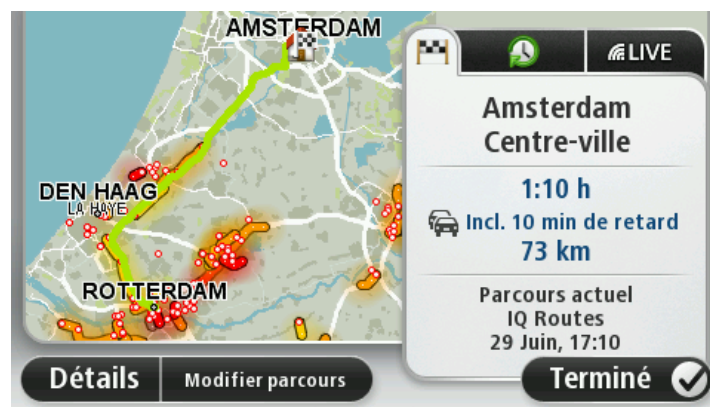 AMSTERDAM
DEN HAAG
LA HAYE
ROTTERDAM
LIVE
Amsterdam
Centre-ville
1:10 h
Incl. 10 min de retard
73 km
Parcours actuel
IQ Routes
29 Juin, 17:10
Détails
Modifier parcours
Terminé